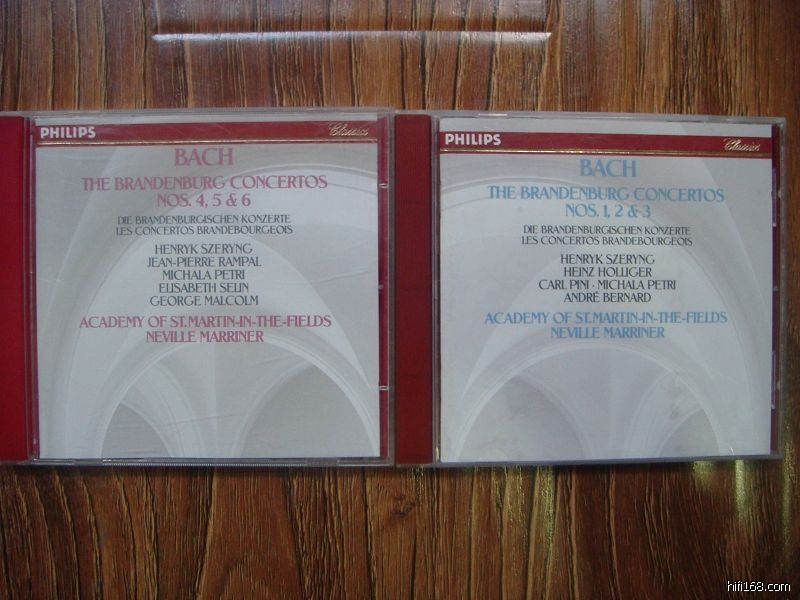 PHILIPS
Classics
BACH
THE BRANDENBURG CONCERTOS
NOS. 4, 5 & 6
DIE BRANDENBURGISCHEN KONZERTE
LES CONCERTOS BRANDEBOURGEOIS
HENRYK SZERYNG
JEAN-PIERRE RAMPAL
MICHALA PETRI
ELISABETH SELIN
GEORGE MALCOLM
ACADEMY OF ST. MARTIN-IN-THE-FIELDS
NEVILLE MARRINER
PHILIPS
Classics
BACH
THE BRANDENBURG CONCERTOS
NOS. 1, 2 & 3
DIE BRANDENBURGISCHEN KONZERTE
LES CONCERTOS BRANDEBOURGEOIS
HENRYK SZERYNG
HEINZ HOLLIGER
CARL PINI · MICHALA PETRI
ANDRÉ BERNARD
ACADEMY OF ST. MARTIN-IN-THE-FIELDS
NEVILLE MARRINER
hifi168.com